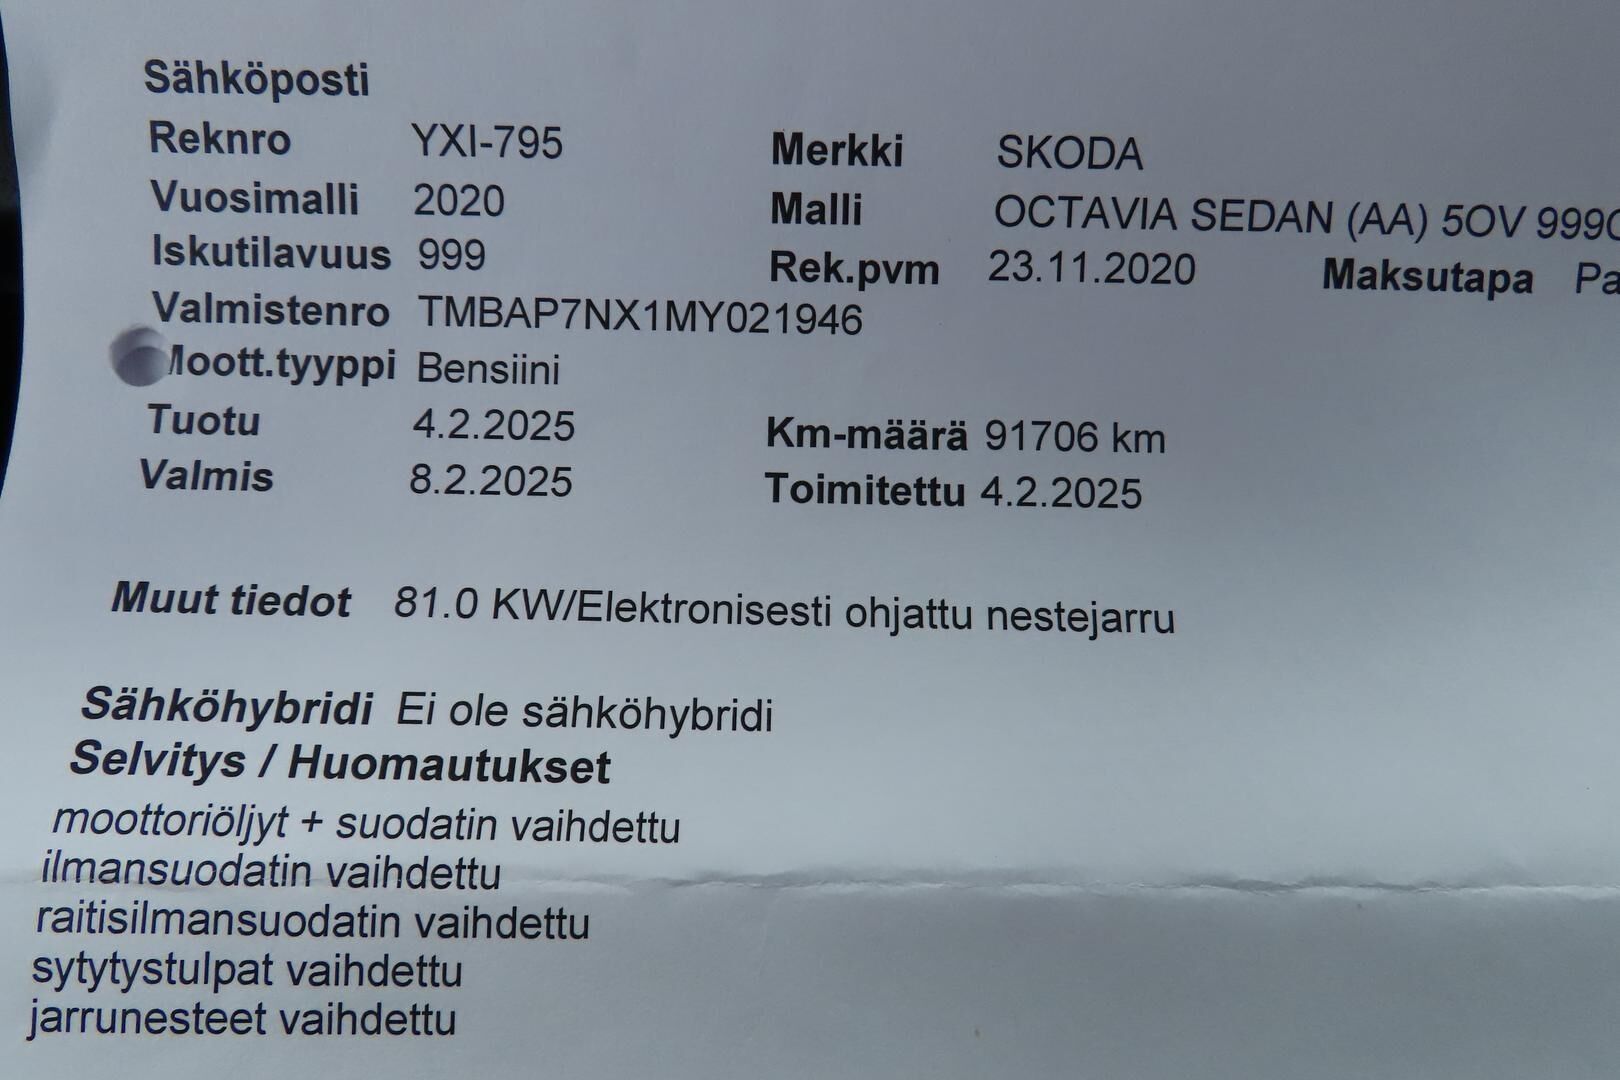 Sähköposti
Reknro YXI-795 Merkki SKODA
Vuosimalli 2020 Malli OCTAVIA SEDAN (AA) 5OV 999
Iskutilavuus 999 Rek.pvm 23.11.2020 Maksutapa Pa
Valmistenro TMBAP7NX1MY021946
Moott.tyyppi Bensiini
Tuotu 4.2.2025 Km-määrä 91706 km
Valmis 8.2.2025 Toimitettu 4.2.2025
Muut tiedot 81.0 KW/Elektronisesti ohjattu nestejarru
Sähköhybridi Ei ole sähköhybridi
Selvitys / Huomautukset
moottoriöljyt + suodatin vaihdettu
ilmansuodatin vaihdettu
raitisilmansuodatin vaihdettu
sytytystulpat vaihdettu
jarrunesteet vaihdettu